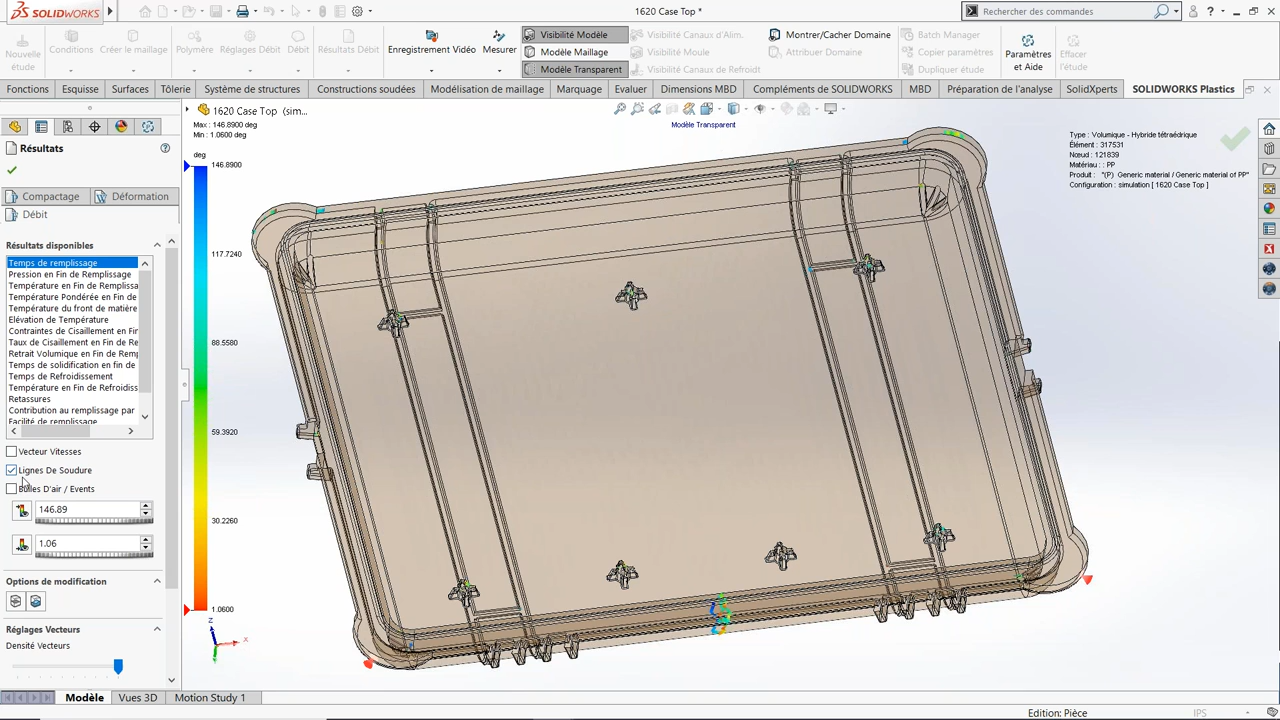 SOLIDWORKS
1620 Case Top *
Rechercher des commandes
Nouvelle
étude
Conditions
Créer le maillage
Polymère
Réglages Débit
Débit
Résultats Débit
Enregistrement Vidéo
Mesurer
Visibilité Modèle
Modèle Maillage
Modèle Transparent
Visibilité Canaux d'Alim.
Visibilité Moule
Visibilité Canaux de Refroidt
Montrer/Cacher Domaine
Attribuer Domaine
Batch Manager
Copier paramètres
Dupliquer étude
Paramètres
et Aide
Effacer
l'étude
Fonctions
Esquisse
Surfaces
Tôlerie
Système de structures
Constructions soudées
Modélisation de maillage
Marquage
Evaluer
Dimensions MBD
Compléments de SOLIDWORKS
MBD
Préparation de l'analyse
SolidXperts
SOLIDWORKS Plastics
1620 Case Top (sim...
Max : 146.8900 deg
Min : 1.0600 deg
Modèle Transparent
Type : Volumique - Hybride tétraédrique
Élément : 317531
Nœud : 121839
Matériau : : PP
Produit : "(P) Generic material / Generic material of PP"
Configuration : simulation [ 1620 Case Top ]
deg
146.8900
117.7240
88.5580
59.3920
30.2260
1.0600
Résultats
Compactage
Déformation
Débit
Résultats disponibles
Temps de remplissage
Pression en Fin de Remplissage
Température en Fin de Remplissa
Température Pondérée en Fin de
Température du front de matière
Elévation de Température
Contraintes de Cisaillement en Fin
Taux de Cisaillement en Fin de Re
Retrait Volumique en Fin de Remp
Temps de solidification en fin de
Temps de Refroidissement
Température en Fin de Refroidiss
Retassures
Contribution au remplissage par
Facilité de remplissage
Vecteur Vitesses
Lignes De Soudure
Bulles D'air / Events
146.89
1.06
Options de modification
Réglages Vecteurs
Densité Vecteurs
z
x
Modèle
Vues 3D
Motion Study 1
Edition: Pièce
IPS